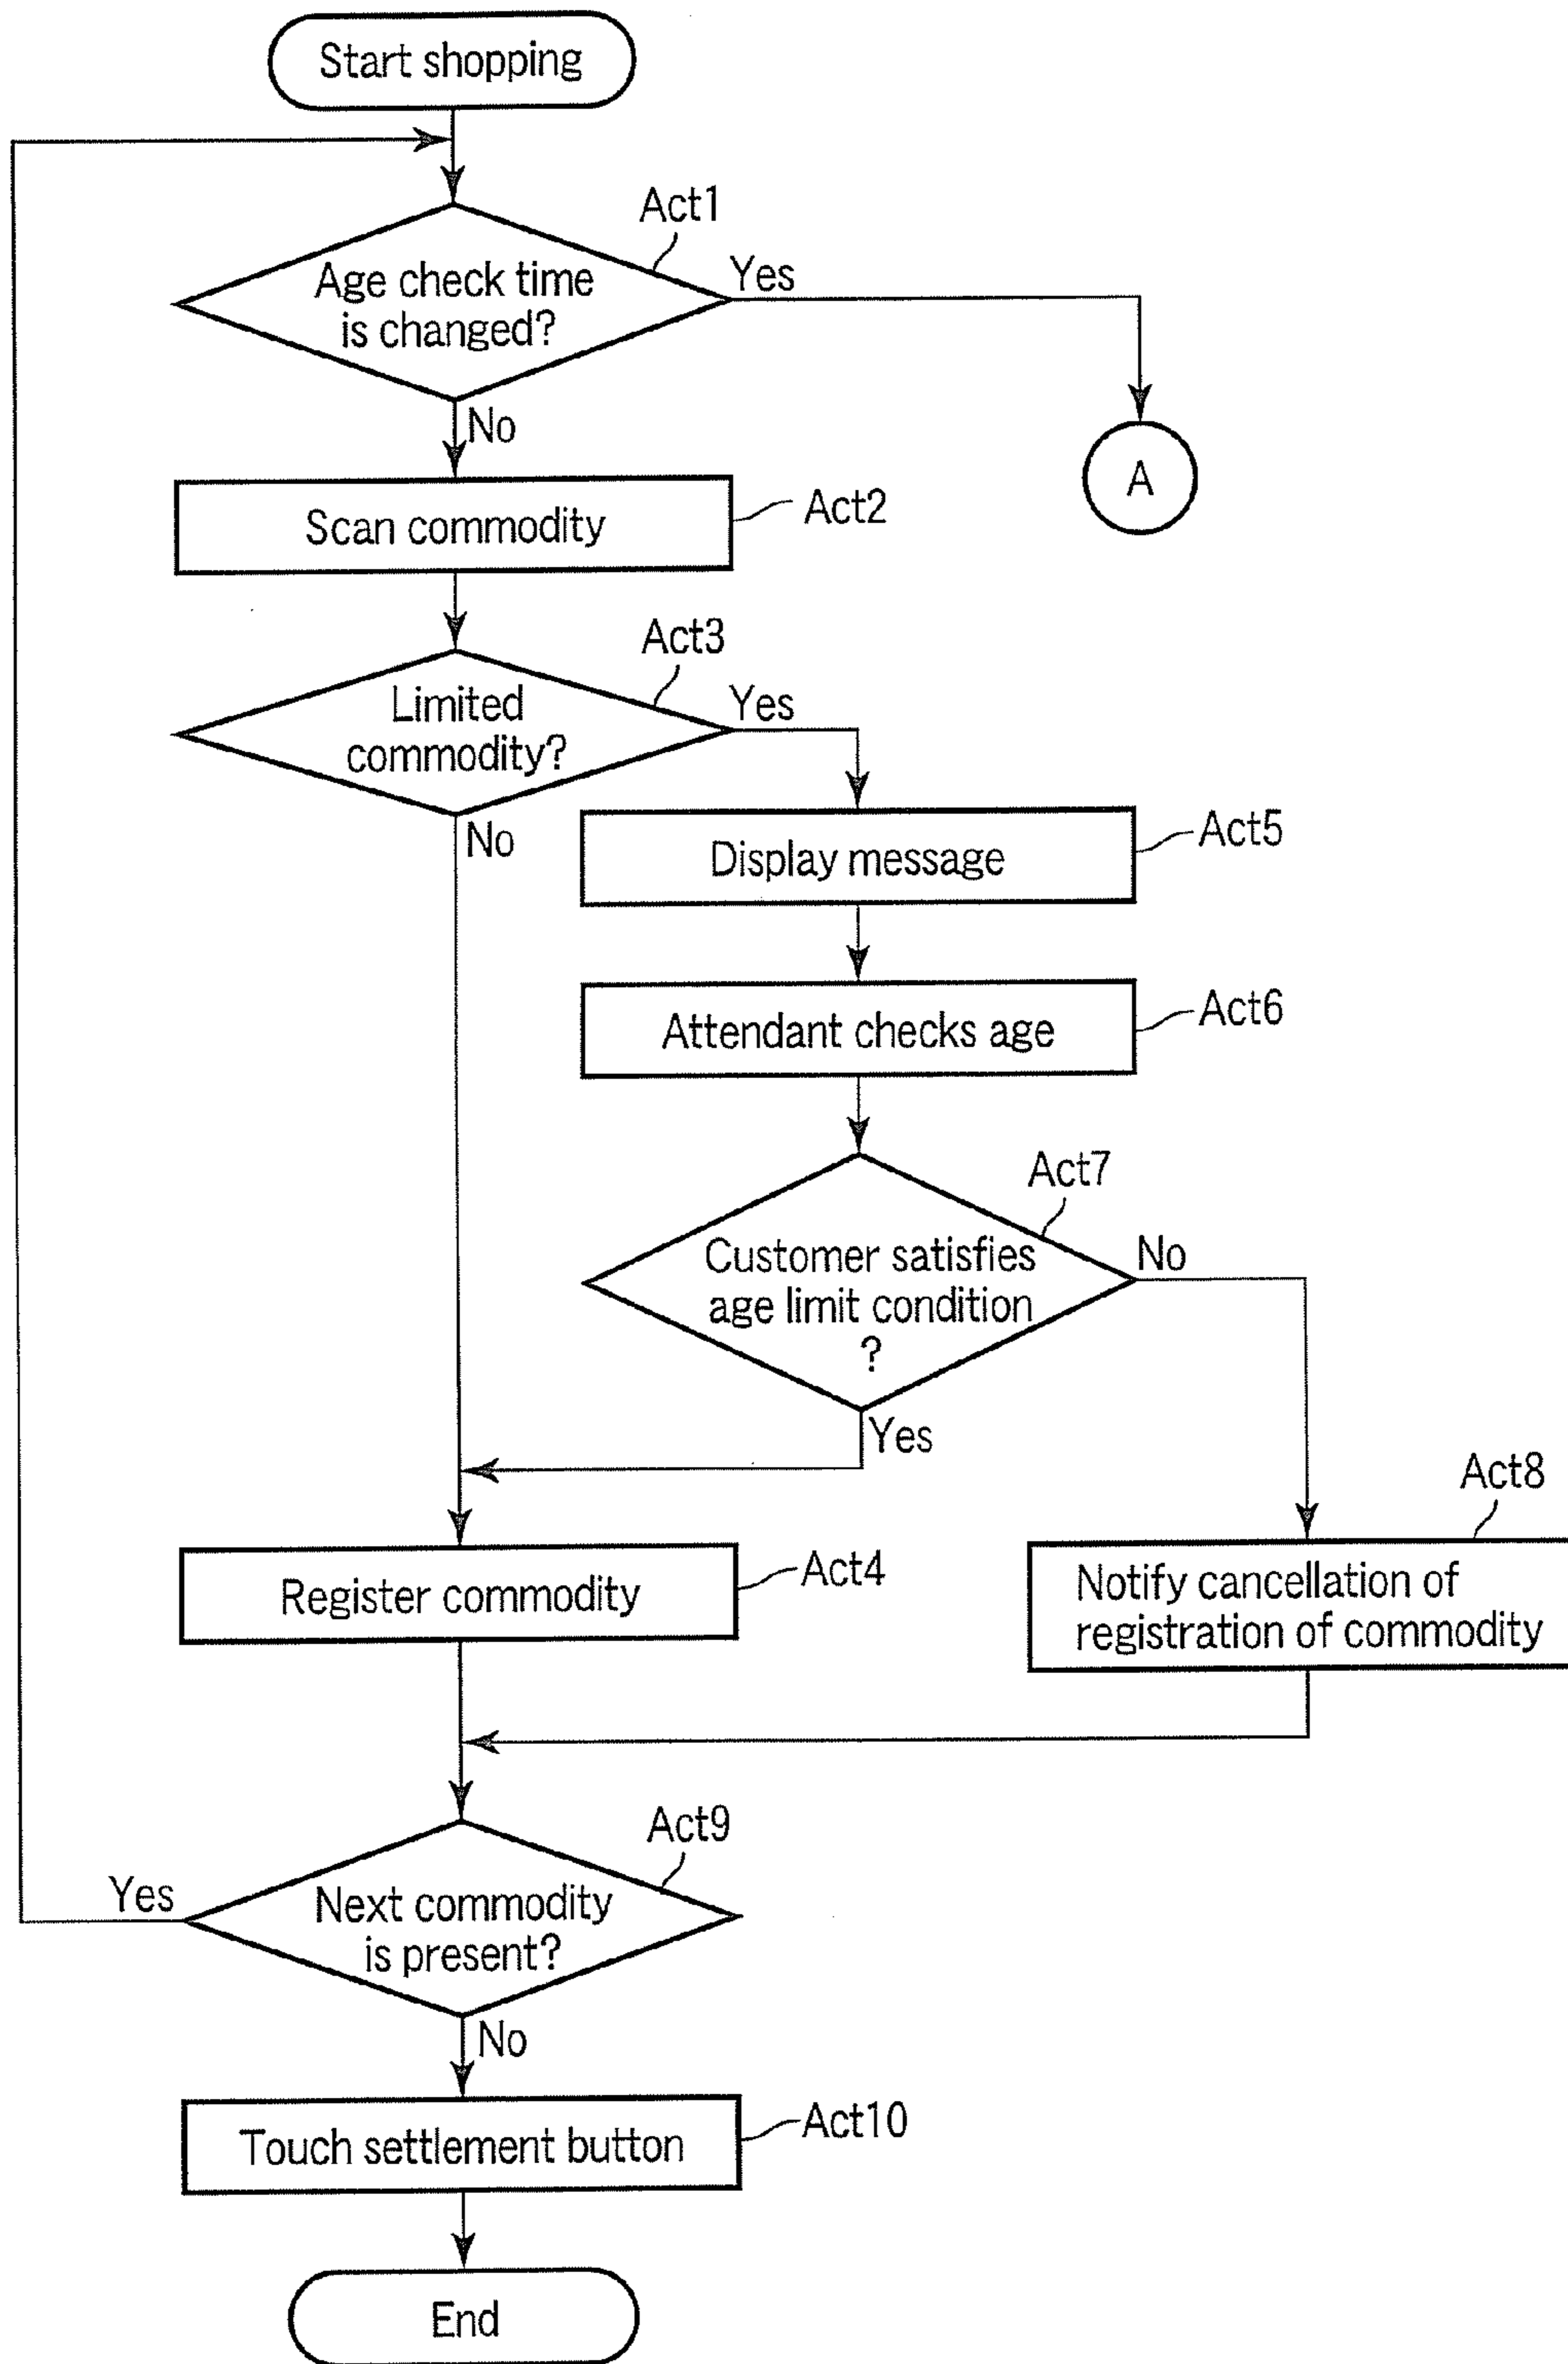 Start shopping
Act1
Age check time
is changed?
Yes
No
A
Scan commodity
Act2
Act3
Limited
commodity?
Yes
No
Display message
Act5
Attendant checks age
Act6
Act7
Customer satisfies
age limit condition
?
No
Yes
Act8
Register commodity
Act4
Notify cancellation of
registration of commodity
Act9
Next commodity
is present?
Yes
No
Touch settlement button
Act10
End